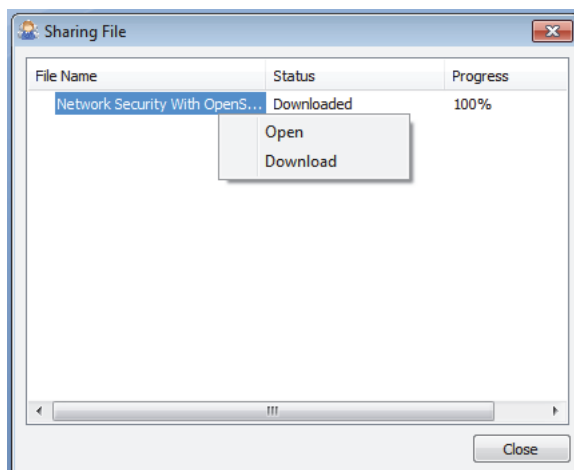 Sharing File
File Name Status Progress
Network Security With OpenS... Downloaded 100%
Open
Download
Close